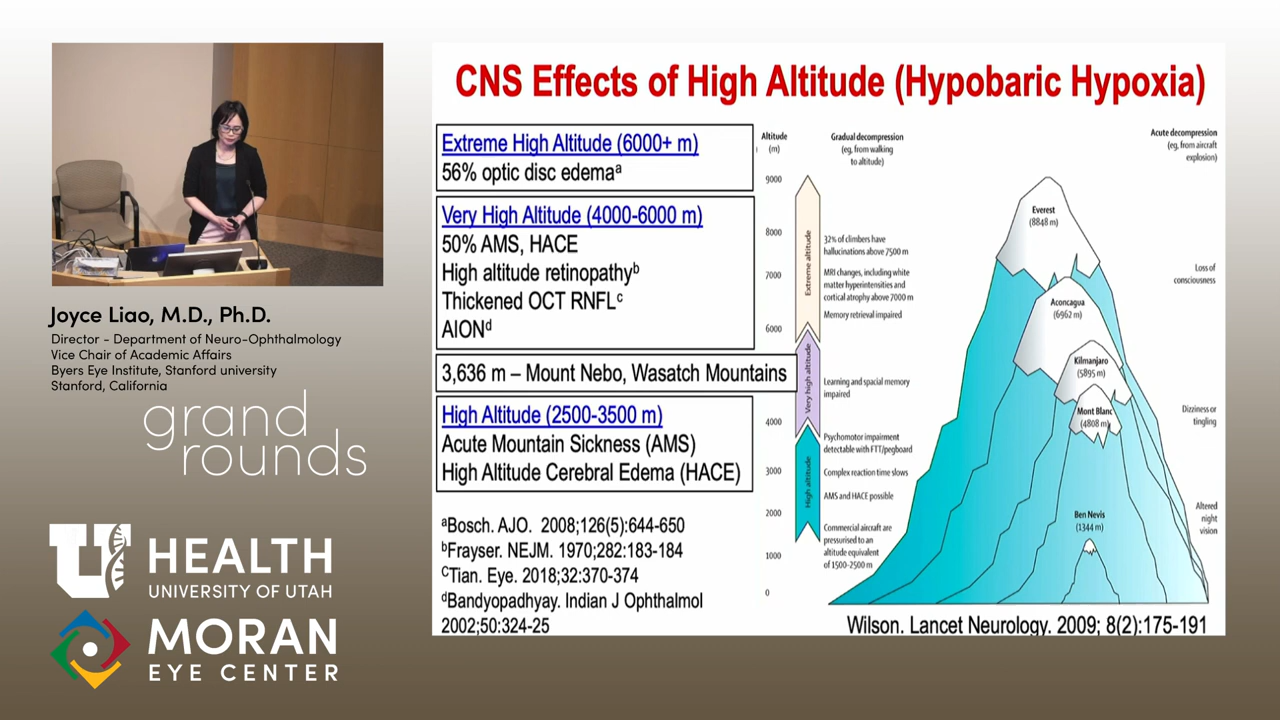 Joyce Liao, M.D., Ph.D.
Director - Department of Neuro-Ophthalmology
Vice Chair of Academic Affairs
Byers Eye Institute, Stanford university
Stanford, California
grand
rounds
U
HEALTH
UNIVERSITY OF UTAH
MORAN
EYE CENTER
CNS Effects of High Altitude (Hypobaric Hypoxia)
Extreme High Altitude (6000+ m)
56% optic disc edemaᵃ
Very High Altitude (4000-6000 m)
50% AMS, HACE
High altitude retinopathyᵇ
Thickened OCT RNFLᶜ
AIONᵈ
3,636 m – Mount Nebo, Wasatch Mountains
High Altitude (2500-3500 m)
Acute Mountain Sickness (AMS)
High Altitude Cerebral Edema (HACE)
ᵃBosch. AJO. 2008;126(5):644-650
ᵇFrayser. NEJM. 1970;282:183-184
ᶜTian. Eye. 2018;32:370-374
ᵈBandyopadhyay. Indian J Ophthalmol
2002;50:324-25
Altitude
(m)
9000
8000
7000
6000
4000
3000
2000
1000
0
Extreme altitude
Very high altitude
High altitude
Gradual decompression
(eg, from walking
to altitude)
32% of climbers have
hallucinations above 7500 m
MRI changes, including white
matter hyperintensities and
cortical atrophy above 7000 m
Memory retrieval impaired
Learning and spacial memory
impaired
Psychomotor impairment
detectable with FTT/pegboard
Complex reaction time slows
AMS and HACE possible
Commercial aircraft are
pressurised to an
altitude equivalent
of 1500-2500 m
Everest
(8848 m)
Aconcagua
(6962 m)
Kilmanjaro
(5895 m)
Mont Blanc
(4808 m)
Ben Nevis
(1344 m)
Acute decompression
(eg, from aircraft
explosion)
Loss of
consciousness
Dizziness or
tingling
Altered
night
vision
Wilson. Lancet Neurology. 2009; 8(2):175-191